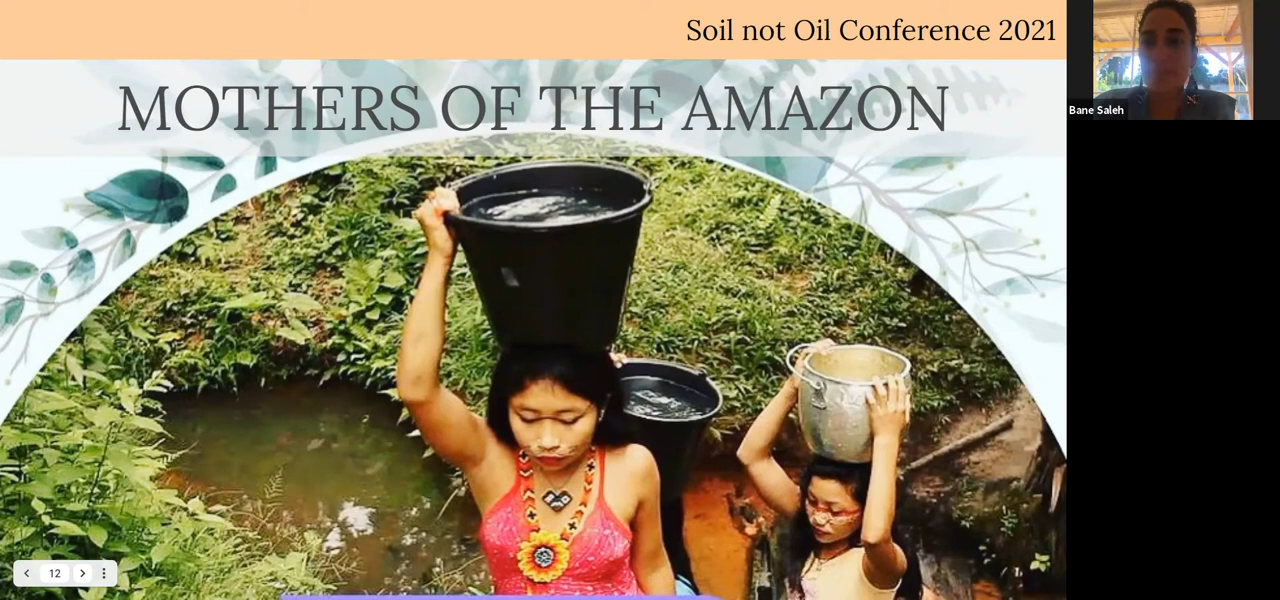 Soil not Oil Conference 2021
MOTHERS OF THE AMAZON
Bane Saleh
12